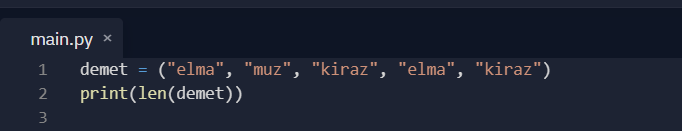 main.py ×
1 demet = ("elma", "muz", "kiraz", "elma", "kiraz")
2 print(len(demet))
3